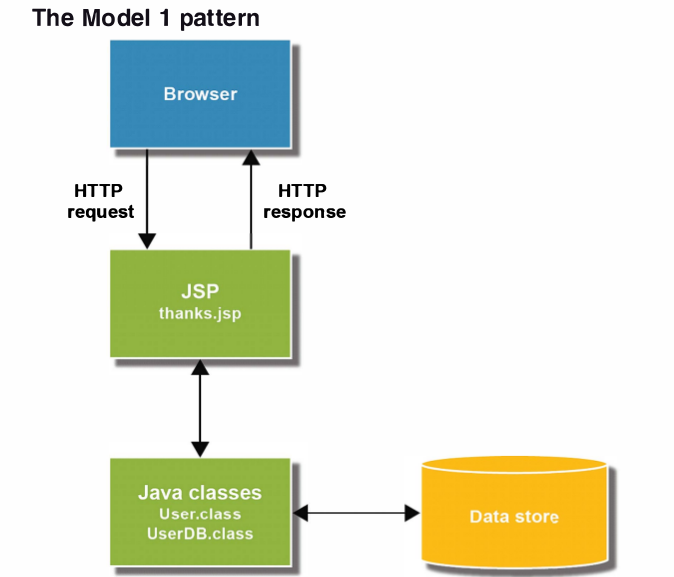 The Model 1 pattern
Browser
HTTP
request
HTTP
response
JSP
thanks.jsp
Java classes
User.class
UserDB.class
Data store